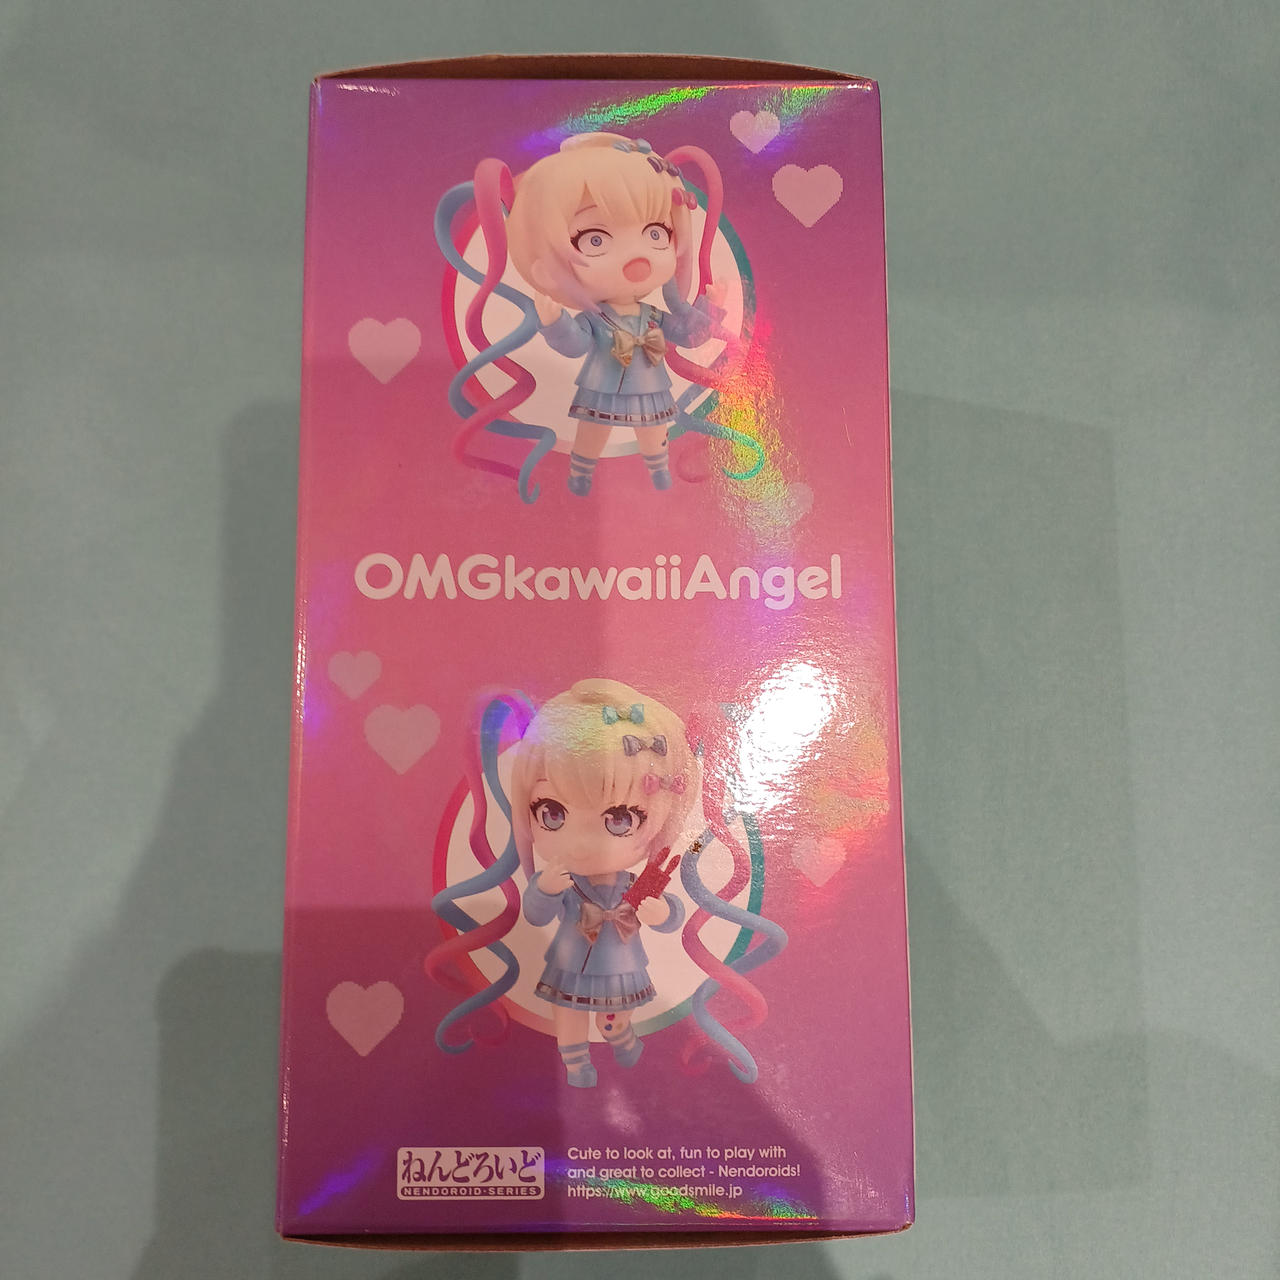 OMGkawaiiAngel
ねんどろいど
NENDOROID-SERIES
Cute to look at, fun to play with
and great to collect - Nendoroids!
https://www.goodsmile.jp